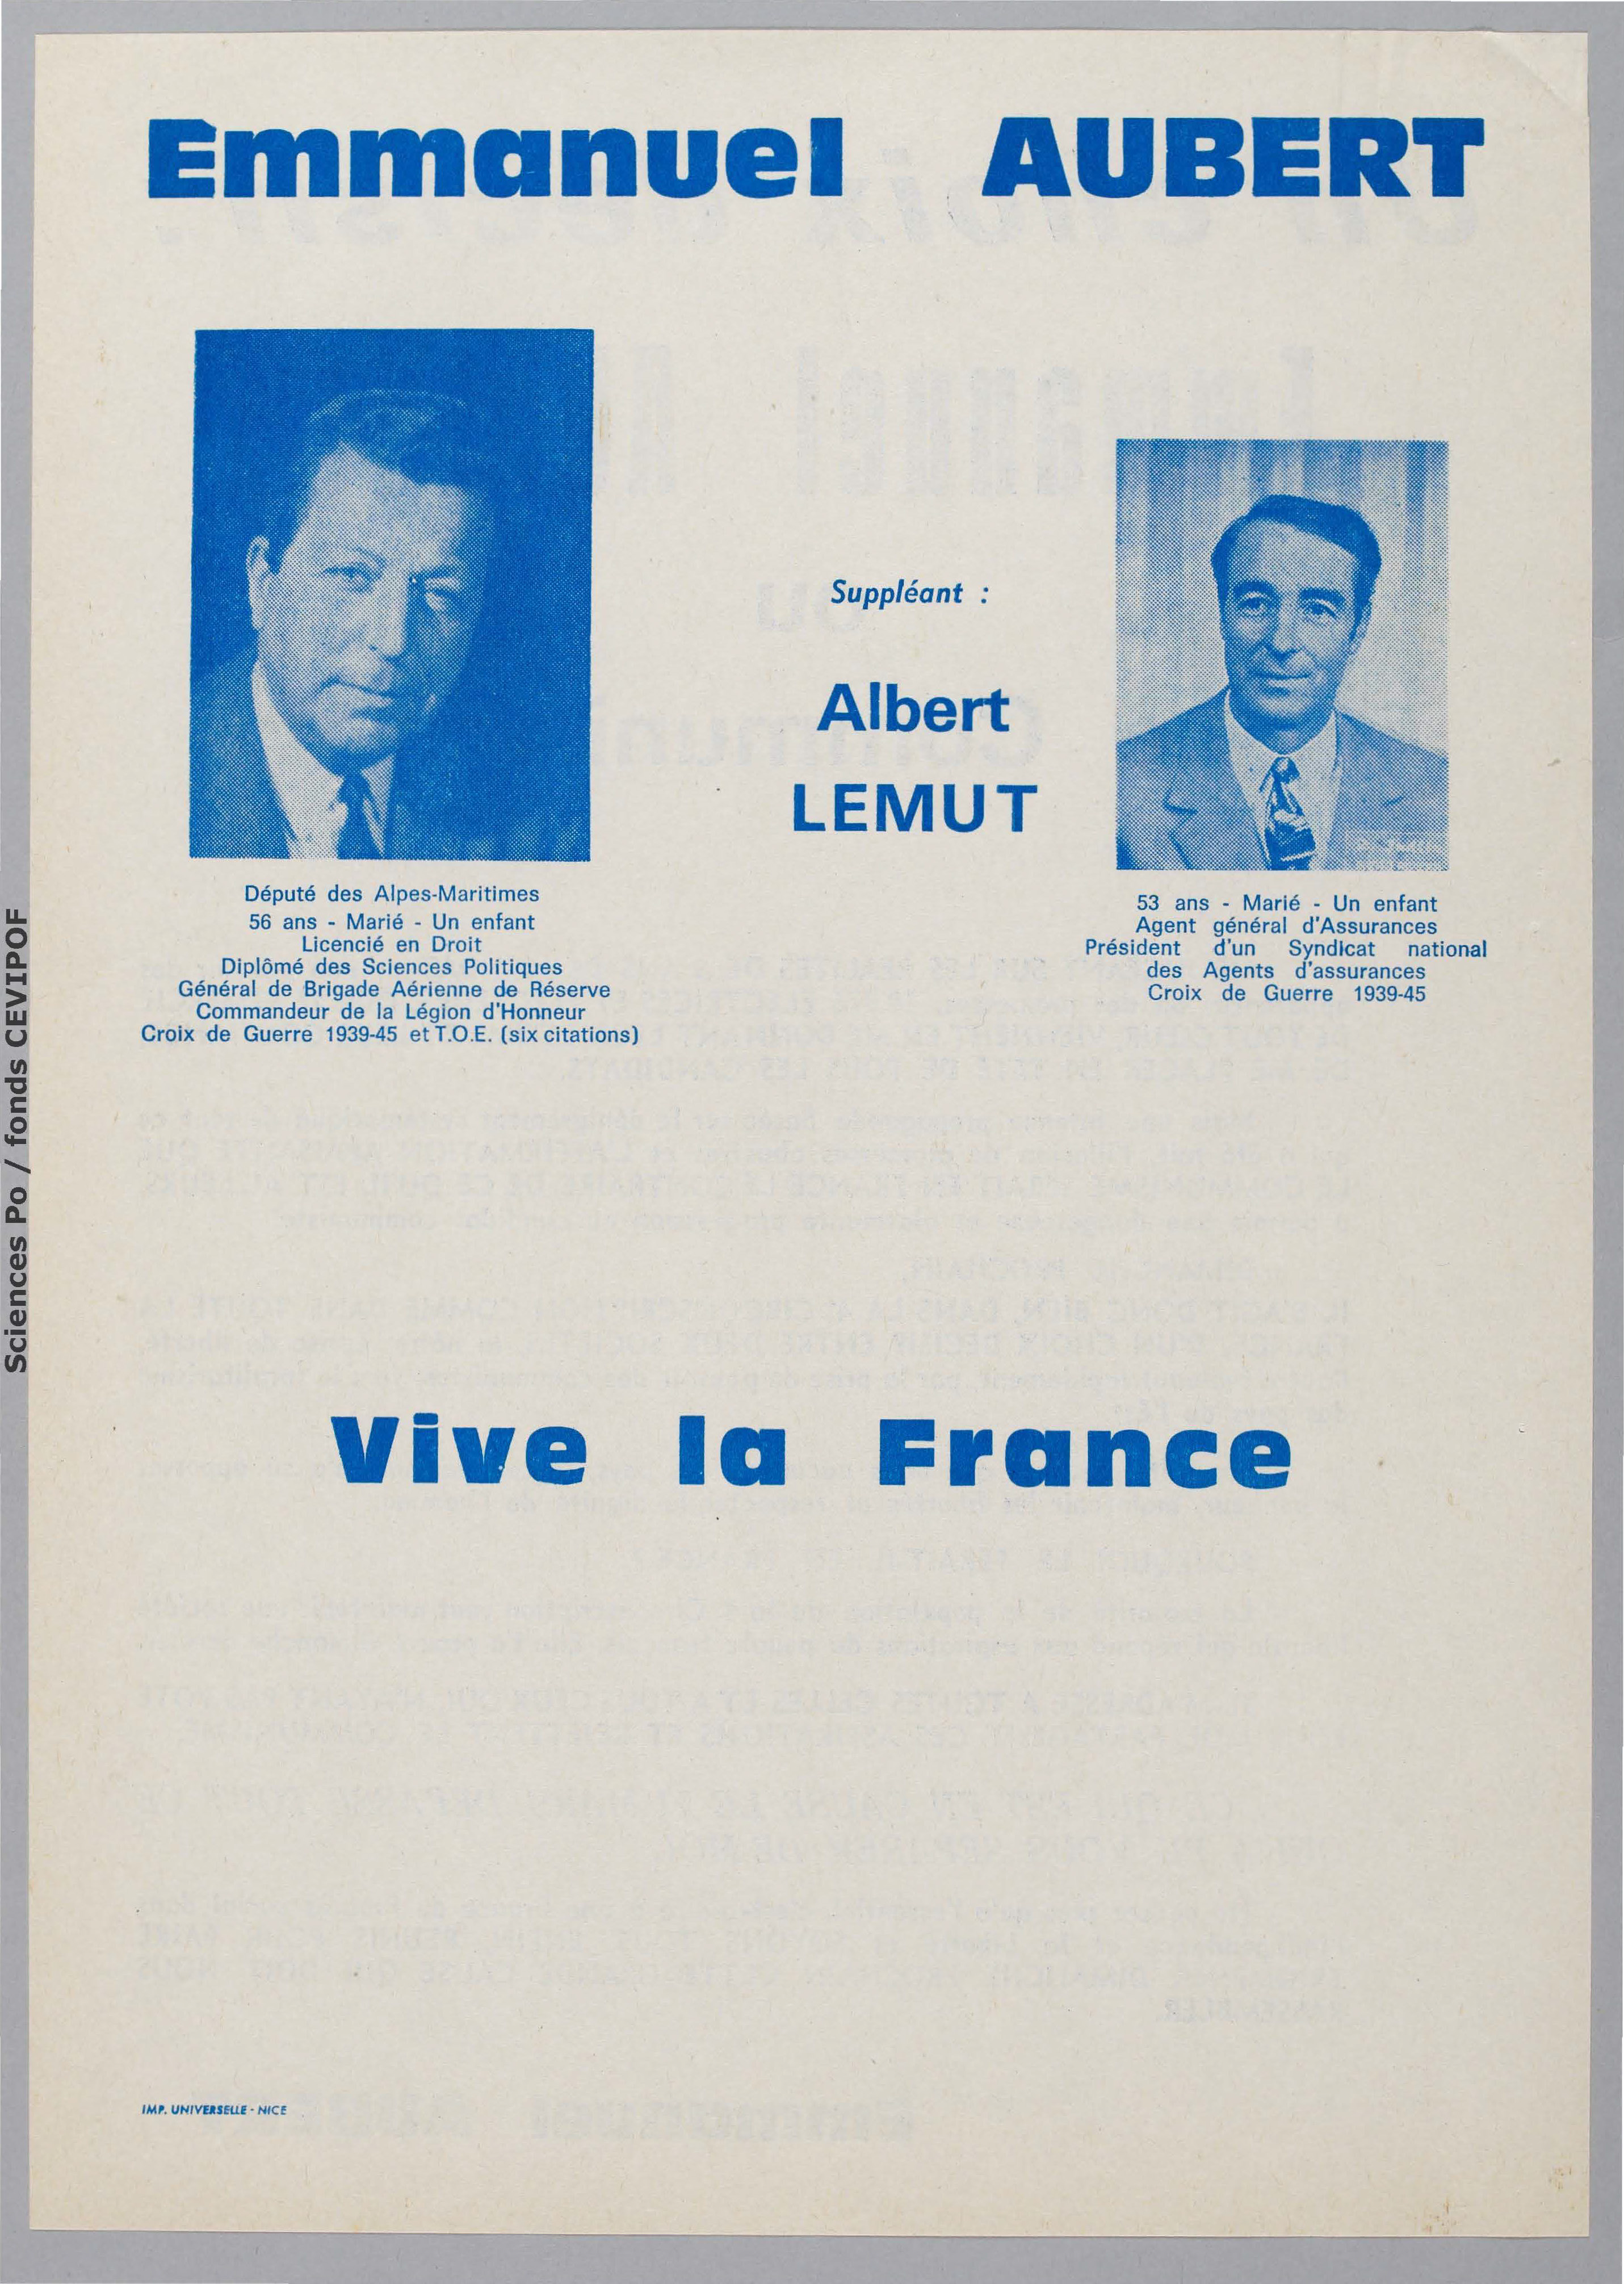 Emmanuel AUBERT
Suppléant :
Albert
LEMUT
Député des Alpes-Maritimes
56 ans - Marié - Un enfant
Licencié en Droit
Diplômé des Sciences Politiques
Général de Brigade Aérienne de Réserve
Commandeur de la Légion d'Honneur
Croix de Guerre 1939-45 et T.O.E. (six citations)
53 ans - Marié - Un enfant
Agent général d'Assurances
Président d'un Syndicat national
des Agents d'assurances
Croix de Guerre 1939-45
Vive la France
IMP. UNIVERSELLE - NICE
Sciences Po / fonds CEVIPOF